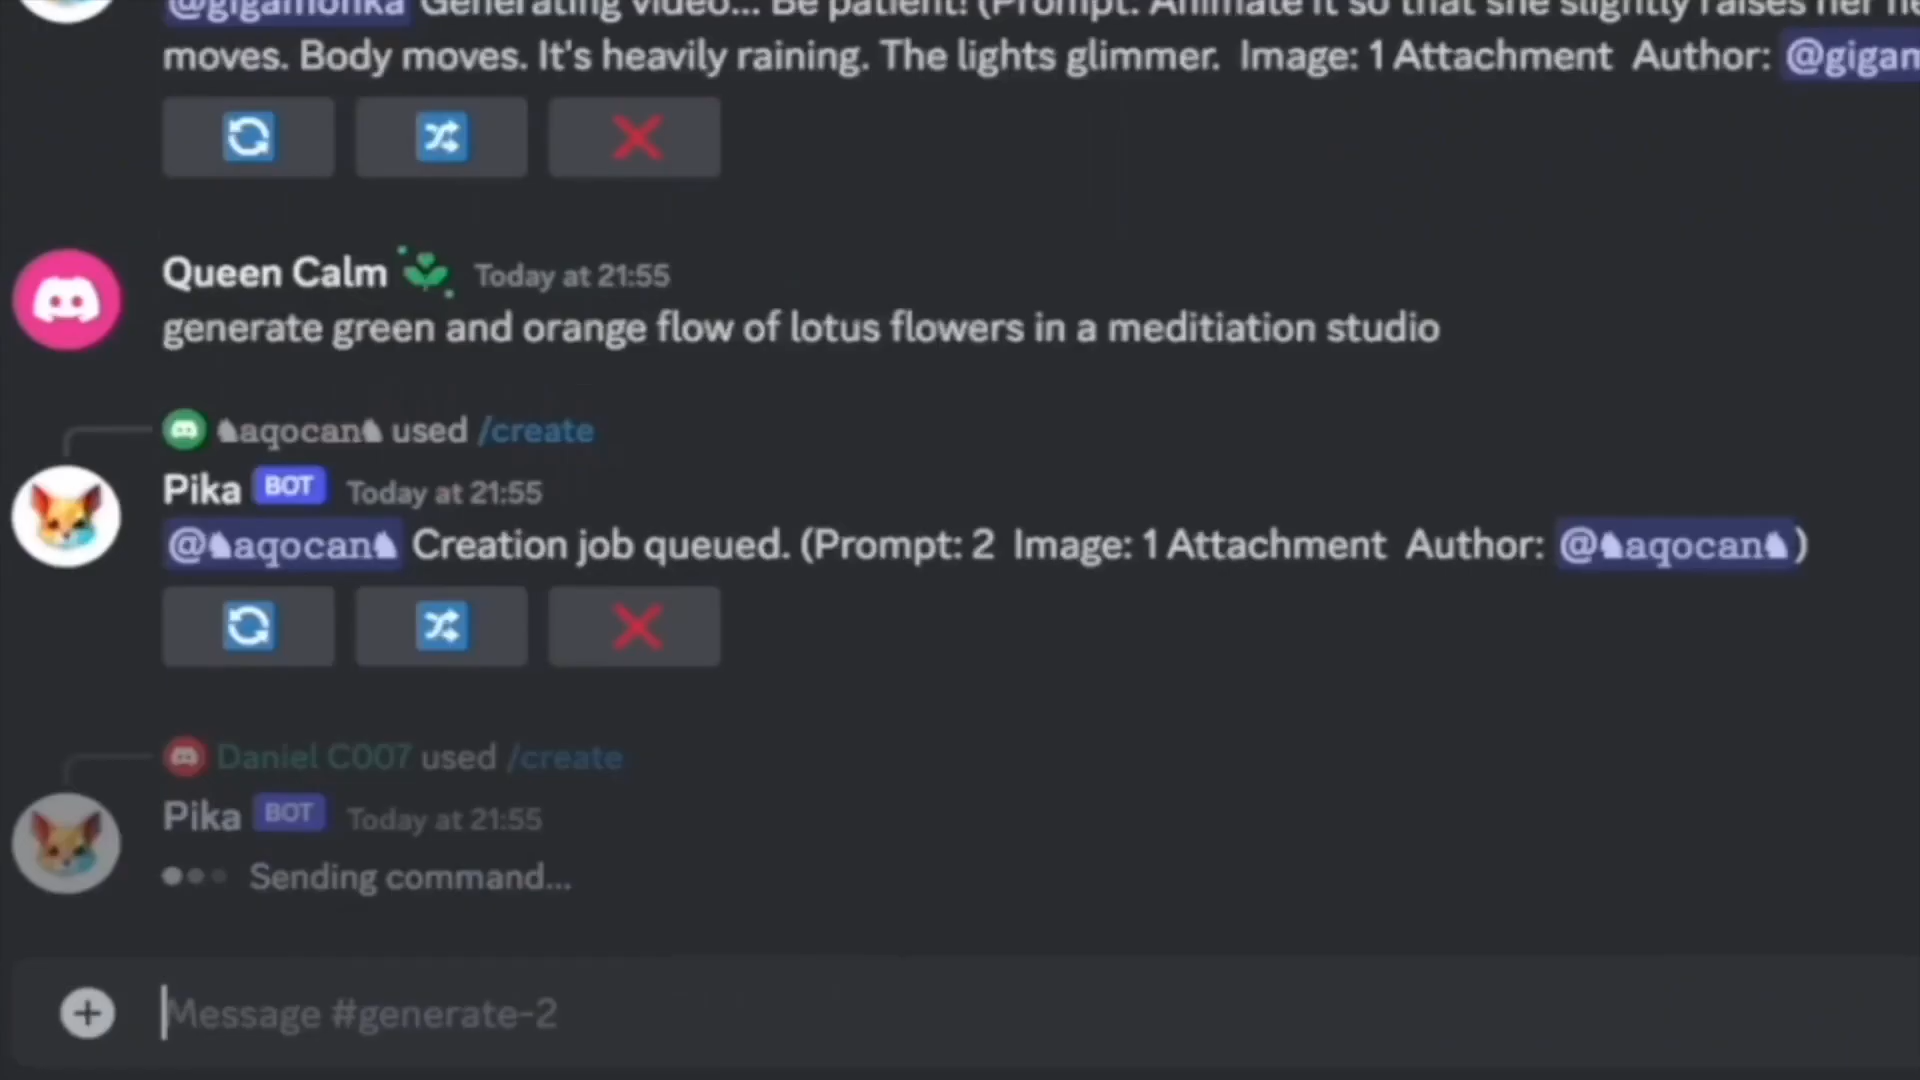 @gigamonka Generating video... Be patient! (Prompt: Animate it so that she slightly raises her
moves. Body moves. It's heavily raining. The lights glimmer. Image: 1 Attachment Author: @gigam
Queen Calm Today at 21:55
generate green and orange flow of lotus flowers in a meditiation studio
♞aqocan♞ used /create
Pika BOT Today at 21:55
@♞aqocan♞ Creation job queued. (Prompt: 2 Image: 1 Attachment Author: @♞aqocan♞)
Daniel C007 used /create
Pika BOT Today at 21:55
Sending command...
Message #generate-2